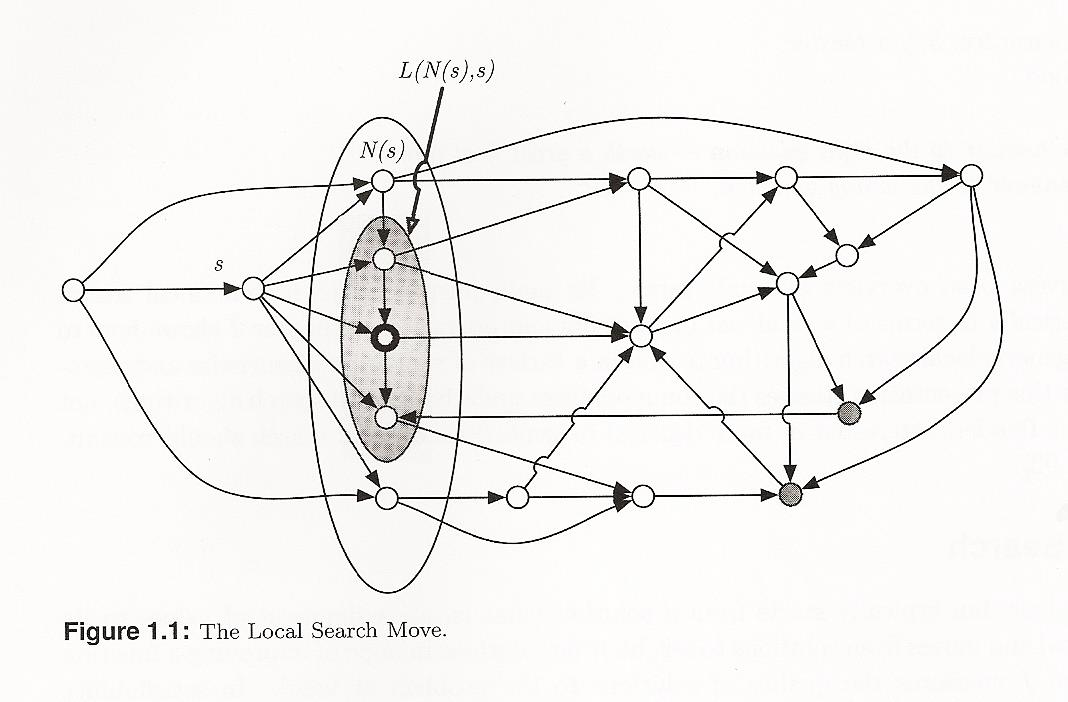 L(N(s),s)
N(s)
s
Figure 1.1: The Local Search Move.